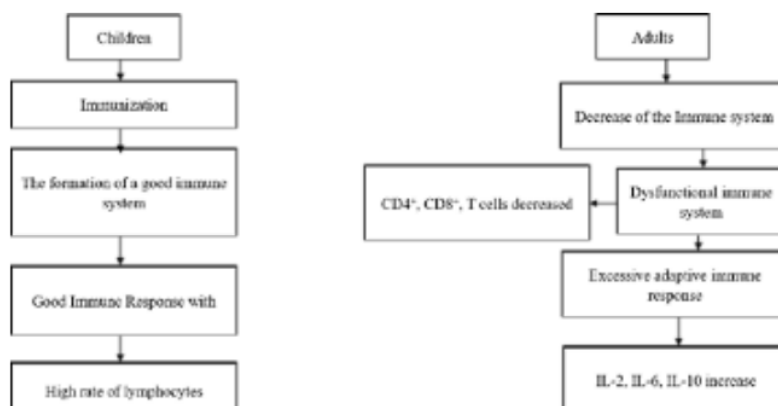 Children
Immunization
The formation of a good immune
system
Good Immune Response with
High rate of lymphocytes
Adults
Decrease of the Immune system
Dysfunctional immune
system
CD4⁺, CD8⁺, T cells decreased
Excessive adaptive immune
response
IL-2, IL-6, IL-10 increase